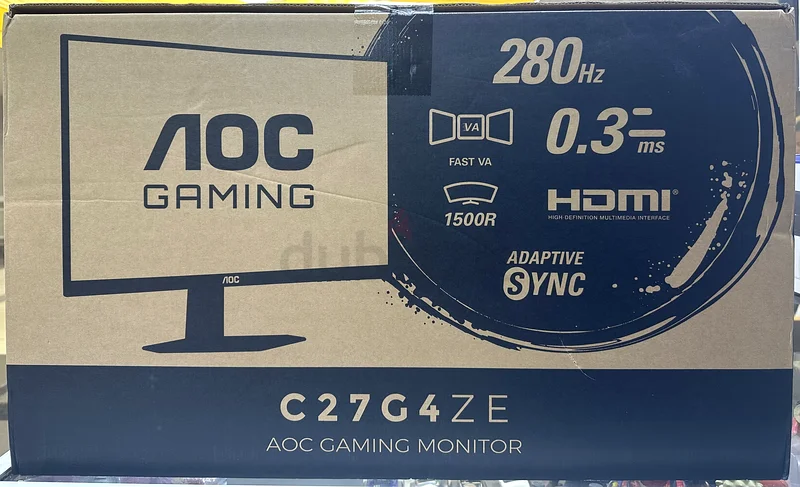 AOC
GAMING
AOC
280Hz
VA
FAST VA
0.3ms
1500R
HDMI®
HIGH-DEFINITION MULTIMEDIA INTERFACE
ADAPTIVE
SYNC
dub
C27G4ZE
AOC GAMING MONITOR